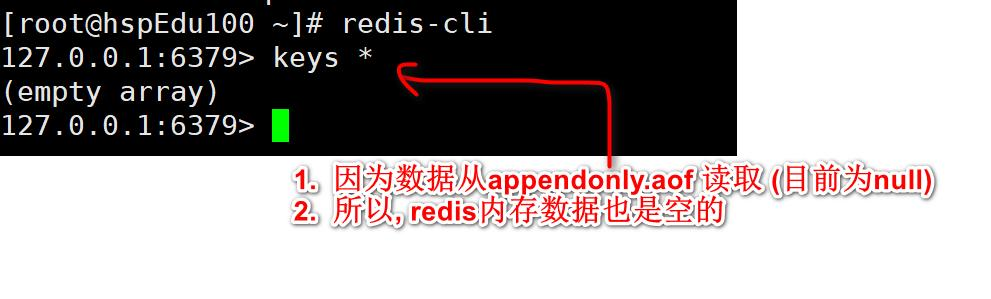 [root@hspEdu100 ~]# redis-cli
127.0.0.1:6379> keys *
(empty array)
127.0.0.1:6379>
1. 因为数据从appendonly.aof 读取 (目前为null)
2. 所以, redis内存数据也是空的